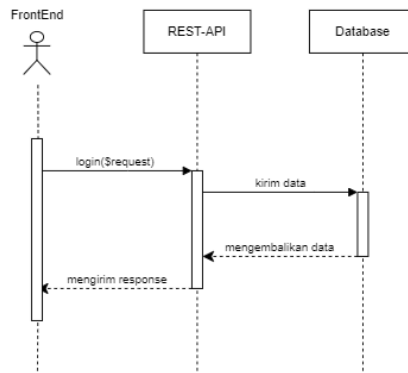 FrontEnd
REST-API
Database
login($request)
kirim data
mengembalikan data
mengirim response